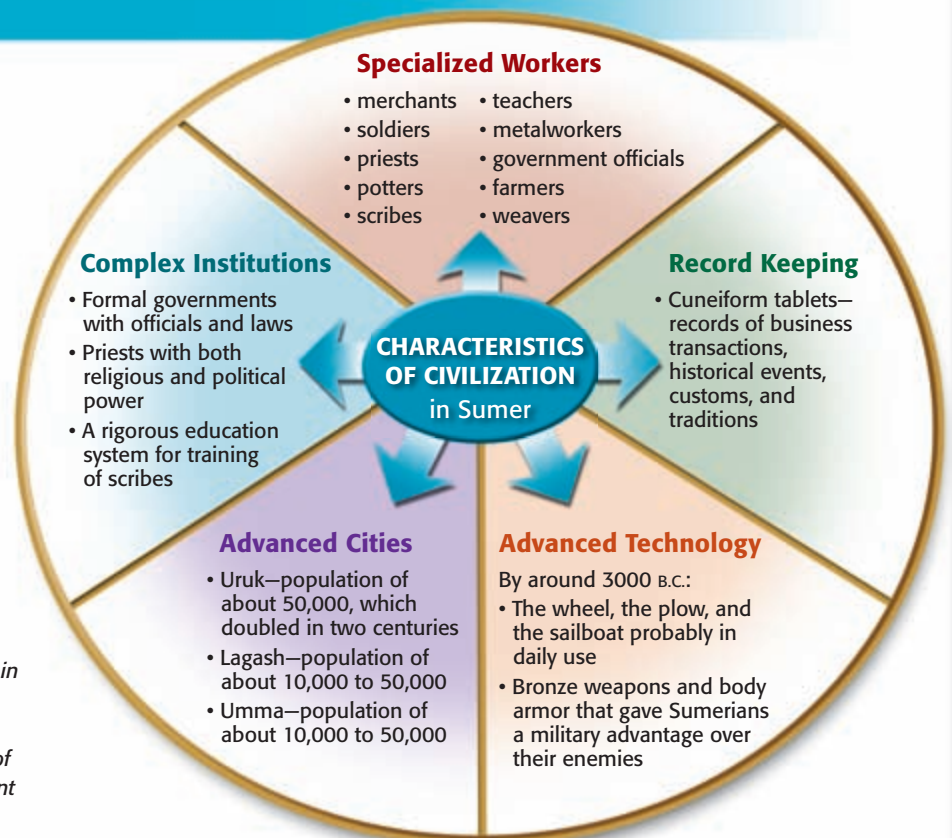 Specialized Workers
• merchants
• soldiers
• priests
• potters
• scribes
• teachers
• metalworkers
• government officials
• farmers
• weavers
Complex Institutions
• Formal governments
with officials and laws
• Priests with both
religious and political
power
• A rigorous education
system for training
of scribes
CHARACTERISTICS
OF CIVILIZATION
in Sumer
Record Keeping
• Cuneiform tablets—
records of business
transactions,
historical events,
customs, and
traditions
Advanced Cities
• Uruk—population of
about 50,000, which
doubled in two centuries
• Lagash—population of
about 10,000 to 50,000
• Umma—population of
about 10,000 to 50,000
Advanced Technology
By around 3000 B.C.:
• The wheel, the plow, and
the sailboat probably in
daily use
• Bronze weapons and body
armor that gave Sumerians
a military advantage over
their enemies
in
of